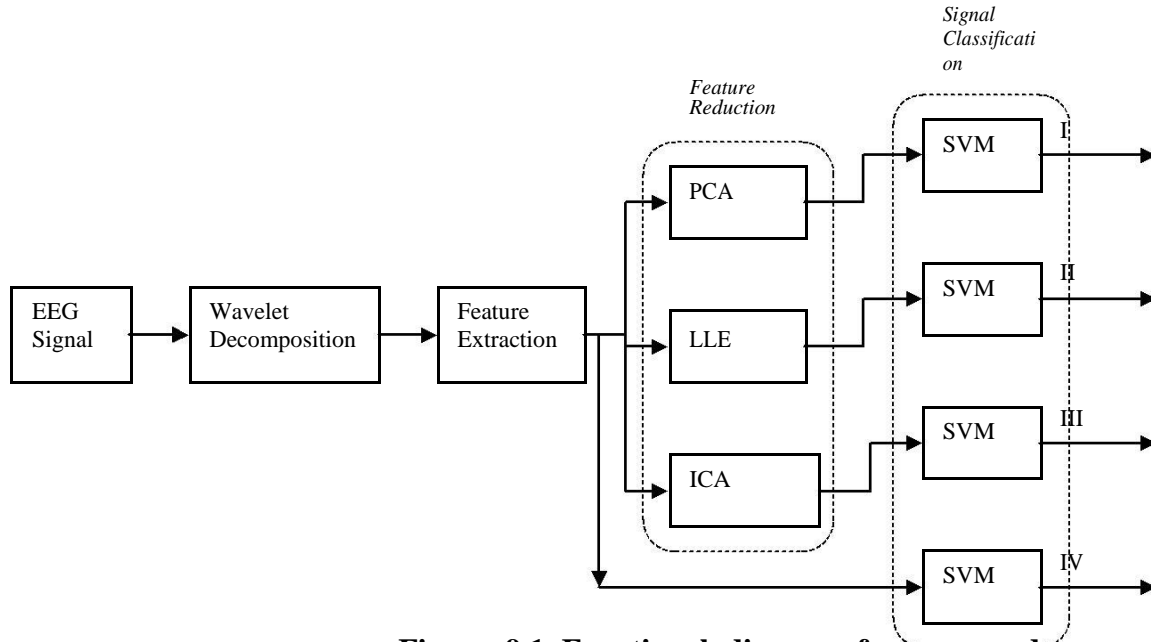 Signal
Classificati
on
Feature
Reduction
SVM
I
PCA
SVM
II
EEG
Signal
Wavelet
Decomposition
Feature
Extraction
LLE
SVM
III
ICA
SVM
IV